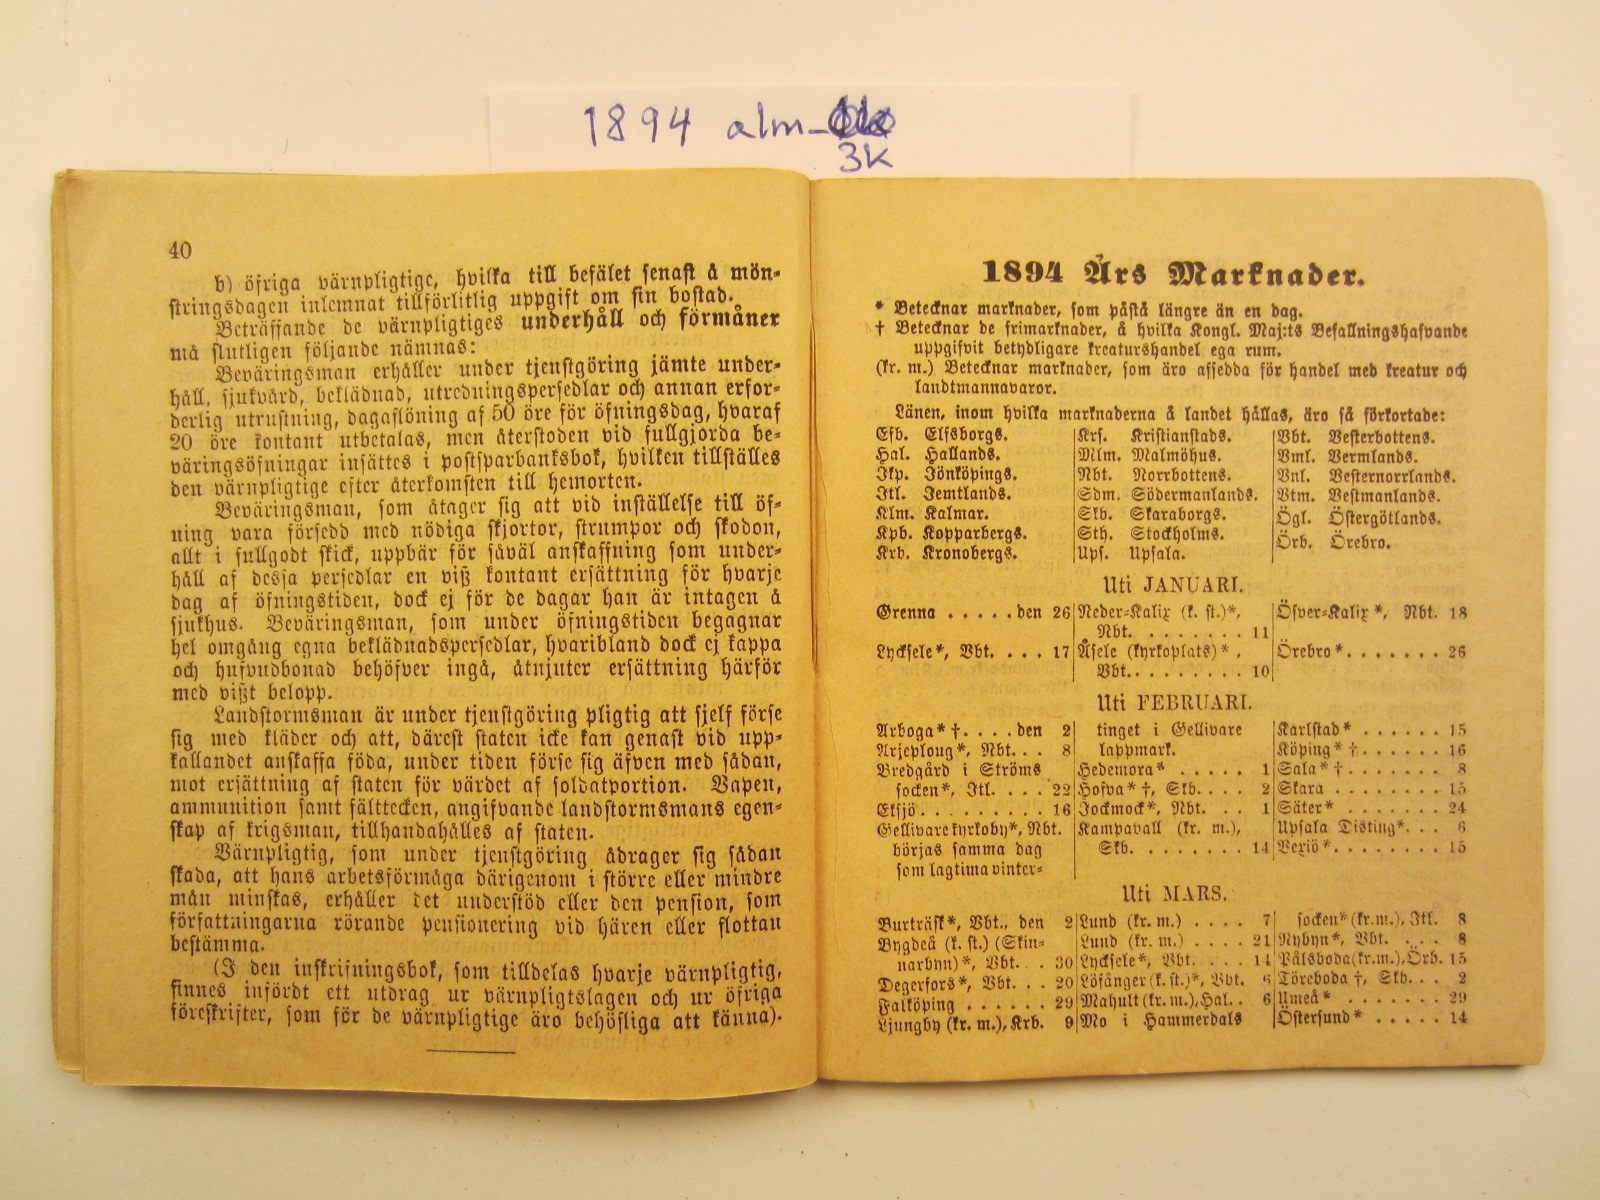 1894 alm-
3K
40
b) öfriga värnpligtige, hvilka till befälet senast å mön-
stringsdagen inlemnat tillförlitlig uppgift om sin bostad.
Beträffande de värnpligtiges underhåll och förmåner
må slutligen följande nämnas:
Beväringsman erhåller under tjenstgöring jämte under-
håll, sjukvård, beklädnad, utredningspersedlar och annan erfor-
derlig utrustning, dagaflöning af 50 öre för öfningsdag, hvaraf
20 öre kontant utbetalas, men återstoden vid fullgjorda be-
väringsöfningar insättes i postsparbanksbok, hvilken tillställes
den värnpligtige efter återkomsten till hemorten.
Beväringsman, som åtager sig att vid inställelse till öf-
ning vara försedd med nödiga skjortor, strumpor och skodon,
allt i fullgodt skick, uppbär för såväl anskaffning som under-
håll af dessa persedlar en viß kontant ersättning för hvarje
dag af öfningstiden, dock ej för de dagar han är intagen å
sjukhus. Beväringsman, som under öfningstiden begagnar
hel omgång egna beklädnadspersedlar, hvaribland dock ej kappa
och hufvudbonad behöfver ingå, åtnjuter ersättning härför
med vißt belopp.
Landstormsman är under tjenstgöring pligtig att sjelf förse
sig med kläder och att, därest staten icke kan genast vid upp-
kallandet anskaffa föda, under tiden förse sig äfven med sådan,
mot ersättning af staten för värdet af soldatportion. Vapen,
ammunition samt fälttecken, angifvande landstormsmans egen-
skap af krigsman, tillhandahålles af staten.
Värnpligtig, som under tjenstgöring ådrager sig sådan
skada, att hans arbetsförmåga därigenom i större eller mindre
mån minskas, erhåller det understöd eller den pension, som
författningarna rörande pensionering vid hären eller flottan
bestämma.
(I den inskrifningsbok, som tilldelas hvarje värnpligtig,
finnes infördt ett utdrag ur värnpligtslagen och ur öfriga
föreskrifter, som för de värnpligtige äro behöfliga att känna).
1894 Års Marknader.
* Betecknar marknader, som påstå längre än en dag.
† Betecknar de frimarknader, å hvilka Kongl. Maj:ts Befallningshafvande
uppgifvit betydligare kreaturshandel ega rum.
(kr. m.) Betecknar marknader, som äro afsedda för handel med kreatur och
landtmannavaror.
Länen, inom hvilka marknaderna å landet hållas, äro så förkortade:
Efb. Elfsborgs.
Hal. Hallands.
Jkp. Jönköpings.
Jtl. Jemtlands.
Klm. Kalmar.
Kpb. Kopparbergs.
Krb. Kronobergs.
Krs. Kristianstads.
Mlm. Malmöhus.
Nbt. Norrbottens.
Sdm. Södermanlands.
Skb. Skaraborgs.
Sth. Stockholms.
Ups. Upsala.
Vbt. Vesterbottens.
Vml. Vermlands.
Vnl. Vesternorrlands.
Vtm. Vestmanlands.
Ögl. Östergötlands.
Örb. Örebro.
Uti JANUARI.
Grenna . . . . . den 26
Lycksele*, Vbt. . . . 17
Neder-Kalix (k. st.)*,
Nbt. . . . . . . . 11
Åsele (kyrkoplats)* ,
Vbt. . . . . . . . . 10
Öfver-Kalix*, Nbt. 18
Örebro* . . . . . . . 26
Uti FEBRUARI.
Arboga* † . . . . den 2
Arjeploug*, Nbt. . . 8
Bredgård i Ströms
socken*, Jtl. . . . . 22
Eksjö . . . . . . . . . 16
Gellivare kyrkoby*, Nbt.
börjas samma dag
som lagtima vinter-
tinget i Gellivare
lappmark.
Hedemora* . . . . . 1
Hofva* †, Skb. . . . . 2
Jockmock*, Nbt. . . 1
Kampavall (kr. m.),
Skb. . . . . . . . . 14
Karlstad* . . . . . . 15
Köping* † . . . . . . 16
Sala* † . . . . . . . 8
Skara . . . . . . . . 15
Säter* . . . . . . . 24
Upsala Disting* . . . 6
Vexiö* . . . . . . . . 15
Uti MARS.
Burträsk*, Vbt., den 2
Bygdeå (k. st.) (Skin-
narbyn)*, Vbt. . . 30
Degerfors*, Vbt. . . 20
Falköping . . . . . . 29
Ljungby (kr. m.), Krb. 9
Lund (kr. m.) . . . . 7
Lund (kr. m.) . . . . 21
Lycksele*, Vbt. . . . 14
Löfånger (k. st.)*, Vbt. 6
Mahult (kr. m.), Hal. . 6
Mo i Hammerdals
socken* (kr. m.), Jtl. 8
Nybyn*, Vbt. . . . 8
Pålsboda (kr. m.), Örb. 15
Töreboda †, Skb. . . 2
Umeå* . . . . . . . 29
Östersund* . . . . . 14